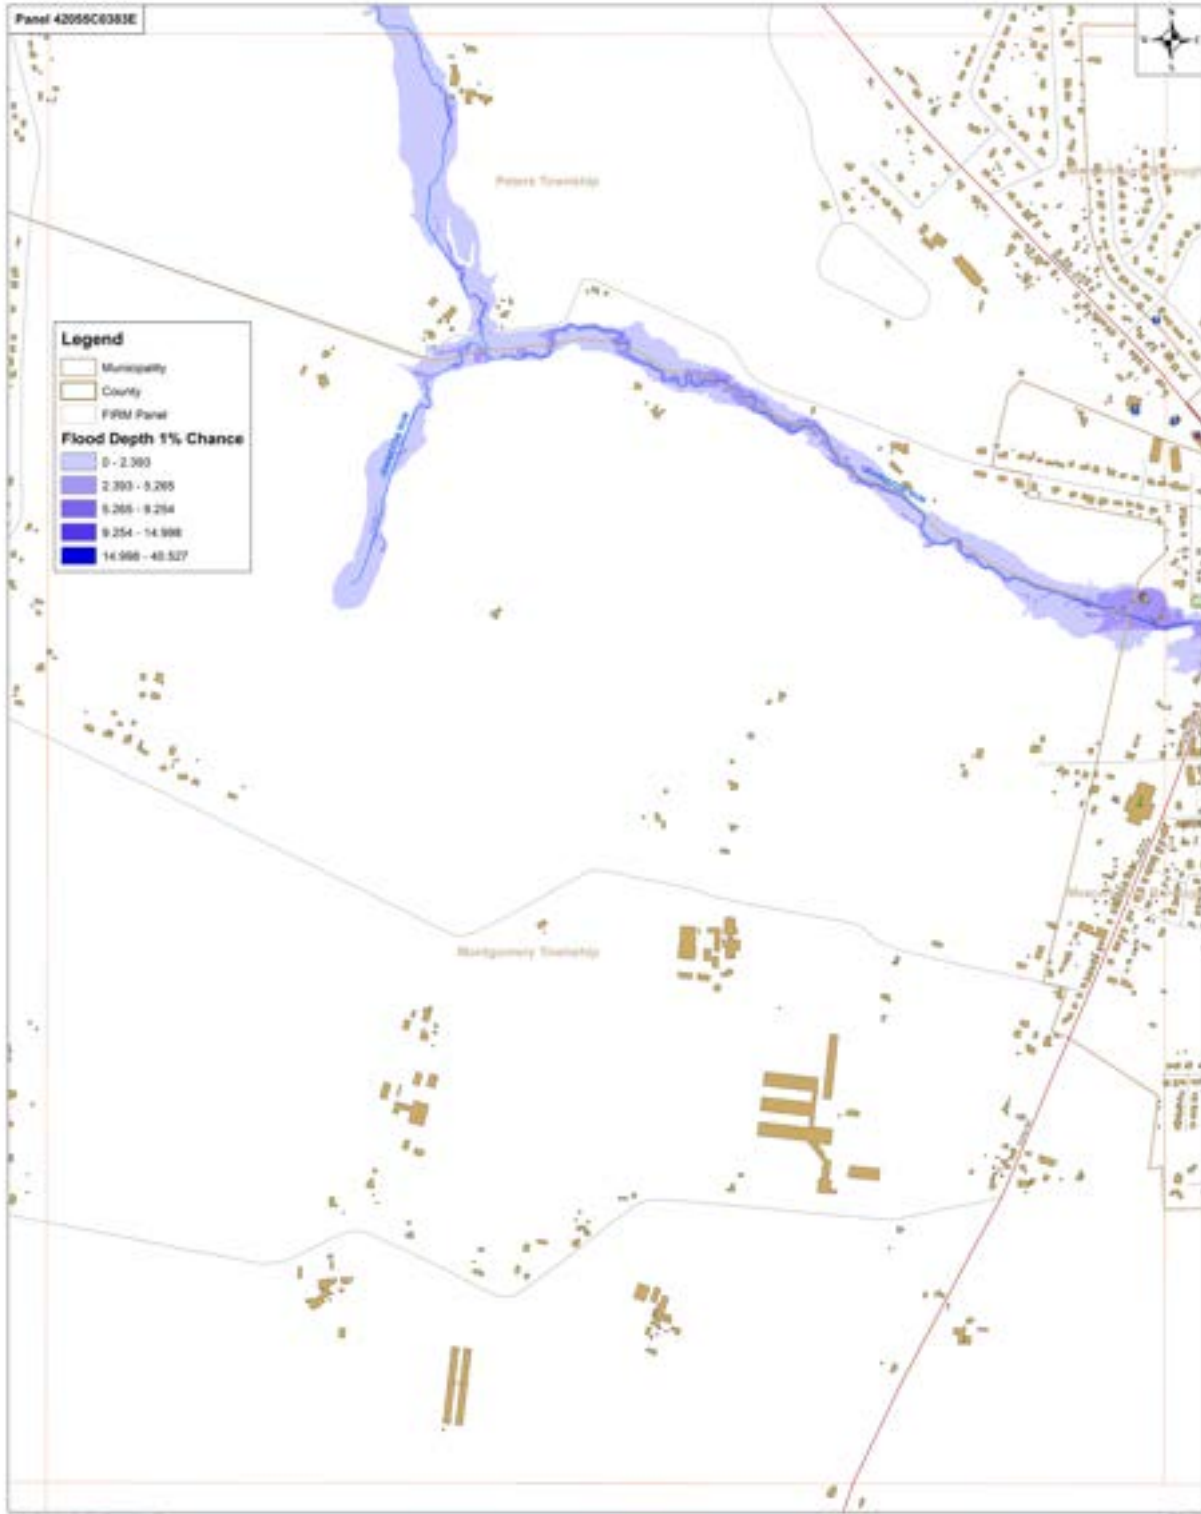 Panel 42055C0383E
Peters Township
Legend
Municipality
County
FIRM Panel
Flood Depth 1% Chance
0 - 2.393
2.393 - 5.265
5.265 - 9.254
9.254 - 14.998
14.998 - 40.527
Montgomery Township